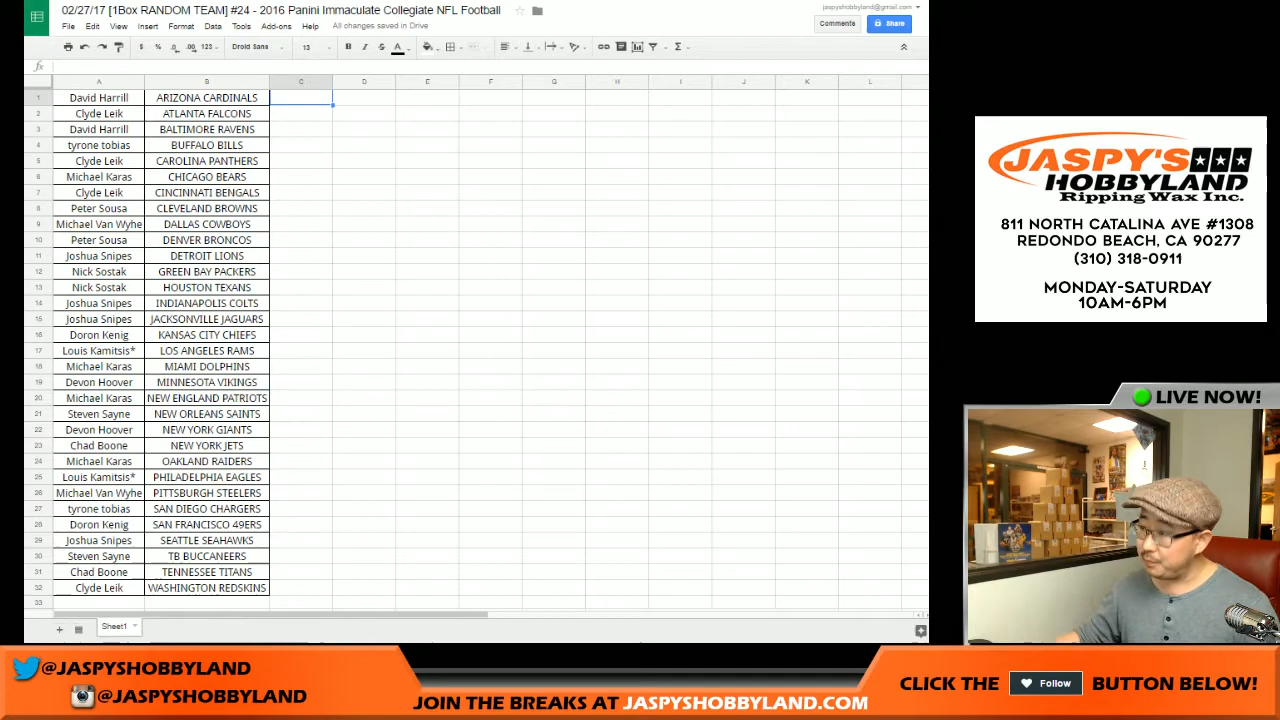 02/27/17 [1Box RANDOM TEAM] #24 - 2016 Panini Immaculate Collegiate NFL Football
jaspyhobbyland@gmail.com
File Edit View Insert Format Data Tools Add-ons Help All changes saved in Drive
Comments Share
$ % .0 .00 123 Droid Sans 13 B I S A
fx
A B C D E F G H I J K L
1 David Harrill ARIZONA CARDINALS
2 Clyde Leik ATLANTA FALCONS
3 David Harrill BALTIMORE RAVENS
4 tyrone tobias BUFFALO BILLS
5 Clyde Leik CAROLINA PANTHERS
6 Michael Karas CHICAGO BEARS
7 Clyde Leik CINCINNATI BENGALS
8 Peter Sousa CLEVELAND BROWNS
9 Michael Van Wyhe DALLAS COWBOYS
10 Peter Sousa DENVER BRONCOS
11 Joshua Snipes DETROIT LIONS
12 Nick Sostak GREEN BAY PACKERS
13 Nick Sostak HOUSTON TEXANS
14 Joshua Snipes INDIANAPOLIS COLTS
15 Joshua Snipes JACKSONVILLE JAGUARS
16 Doron Kenig KANSAS CITY CHIEFS
17 Louis Kamitsis* LOS ANGELES RAMS
18 Michael Karas MIAMI DOLPHINS
19 Devon Hoover MINNESOTA VIKINGS
20 Michael Karas NEW ENGLAND PATRIOTS
21 Steven Sayne NEW ORLEANS SAINTS
22 Devon Hoover NEW YORK GIANTS
23 Chad Boone NEW YORK JETS
24 Michael Karas OAKLAND RAIDERS
25 Louis Kamitsis* PHILADELPHIA EAGLES
26 Michael Van Wyhe PITTSBURGH STEELERS
27 tyrone tobias SAN DIEGO CHARGERS
28 Doron Kenig SAN FRANCISCO 49ERS
29 Joshua Snipes SEATTLE SEAHAWKS
30 Steven Sayne TB BUCCANEERS
31 Chad Boone TENNESSEE TITANS
32 Clyde Leik WASHINGTON REDSKINS
33
Sheet1
JASPY'S
HOBBYLAND
Ripping Wax Inc.
811 NORTH CATALINA AVE #1308
REDONDO BEACH, CA 90277
(310) 318-0911
MONDAY-SATURDAY
10AM-6PM
LIVE NOW!
@JASPYSHOBBYLAND
@JASPYSHOBBYLAND
JOIN THE BREAKS AT JASPYSHOBBYLAND.COM
CLICK THE Follow BUTTON BELOW!